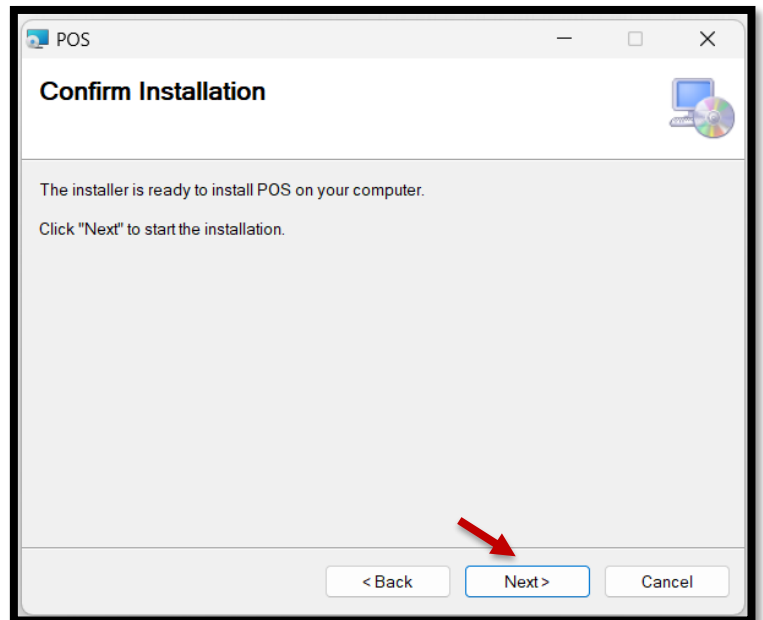 POS
Confirm Installation
The installer is ready to install POS on your computer.
Click "Next" to start the installation.
< Back
Next >
Cancel